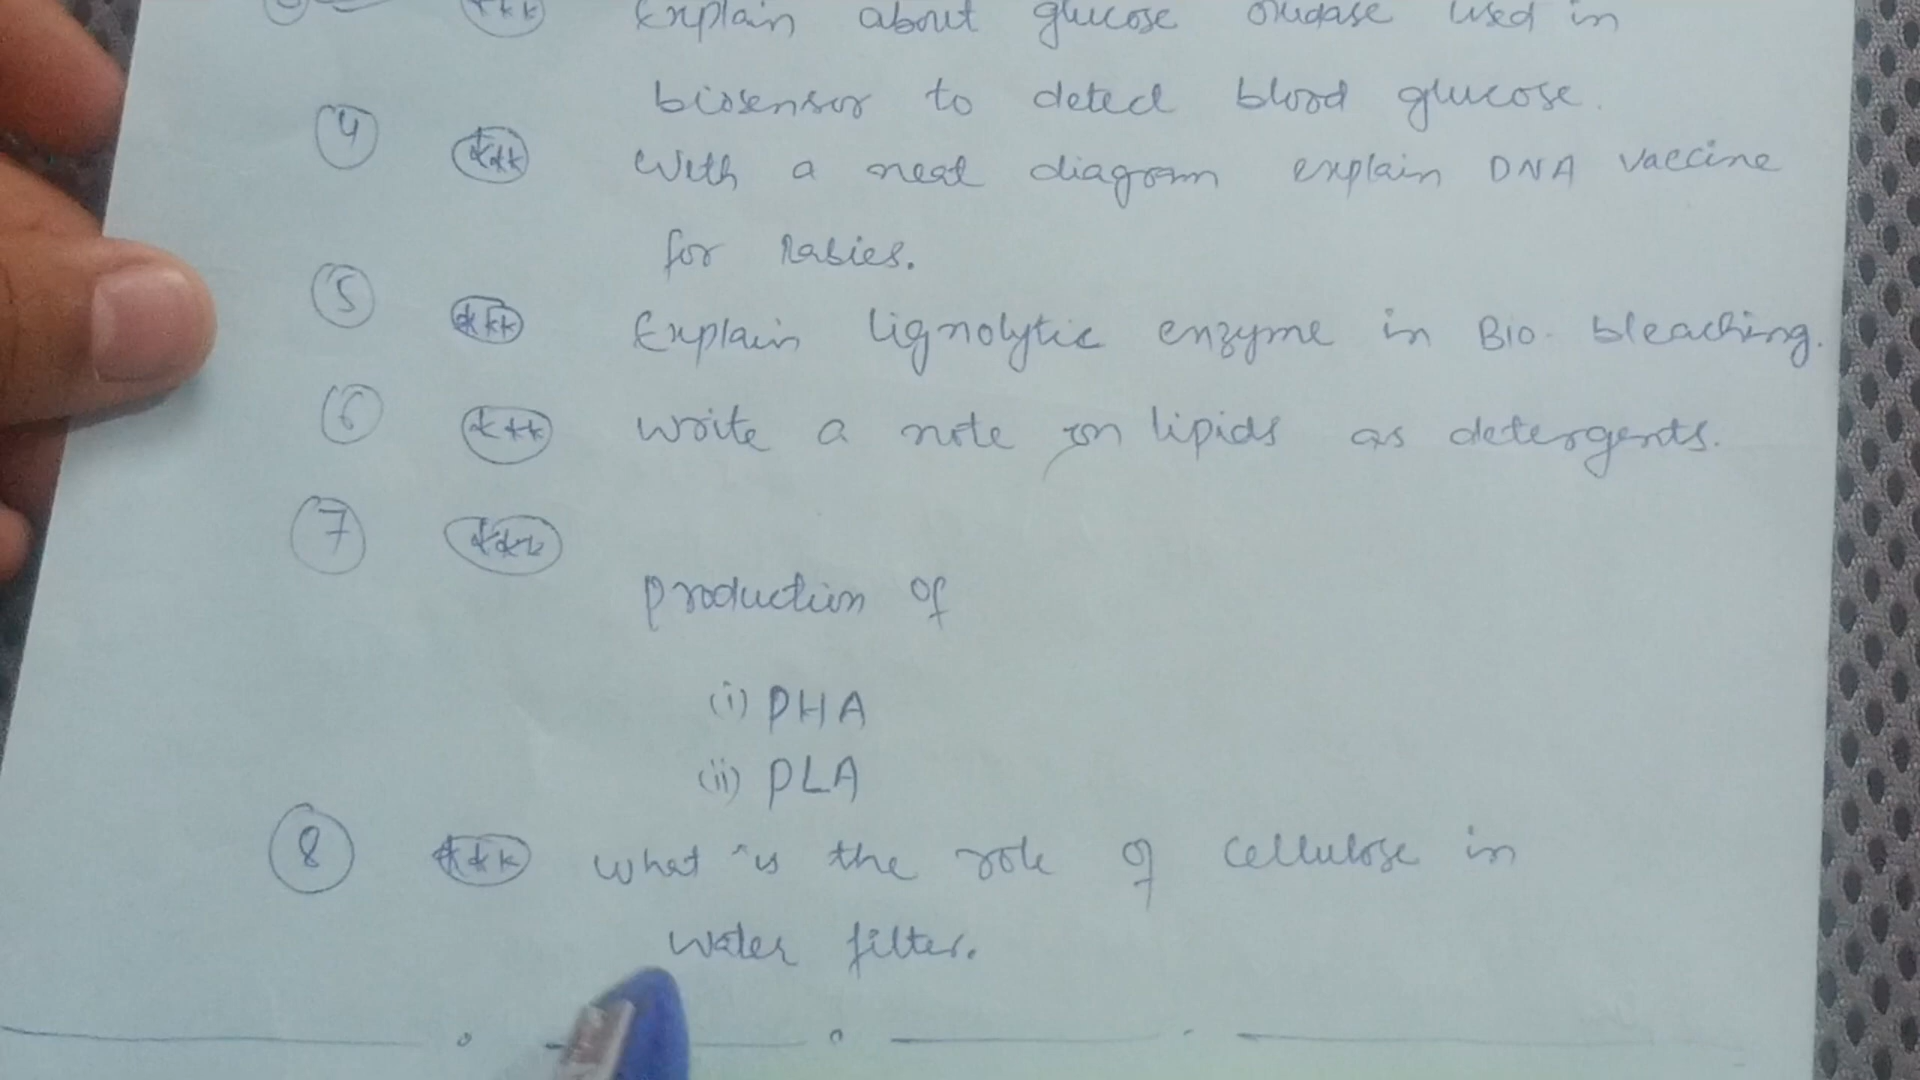 *** Explain about glucose oxidase used in
biosensor to detect blood glucose.
4 *** With a neat diagram explain DNA vaccine
for Rabies.
5 *** Explain lignolytic enzyme in Bio-bleaching.
6 *** Write a note on lipids as detergents.
7 ***
production of
(i) PHA
(ii) PLA
8 *** What is the role of cellulose in
water filter.